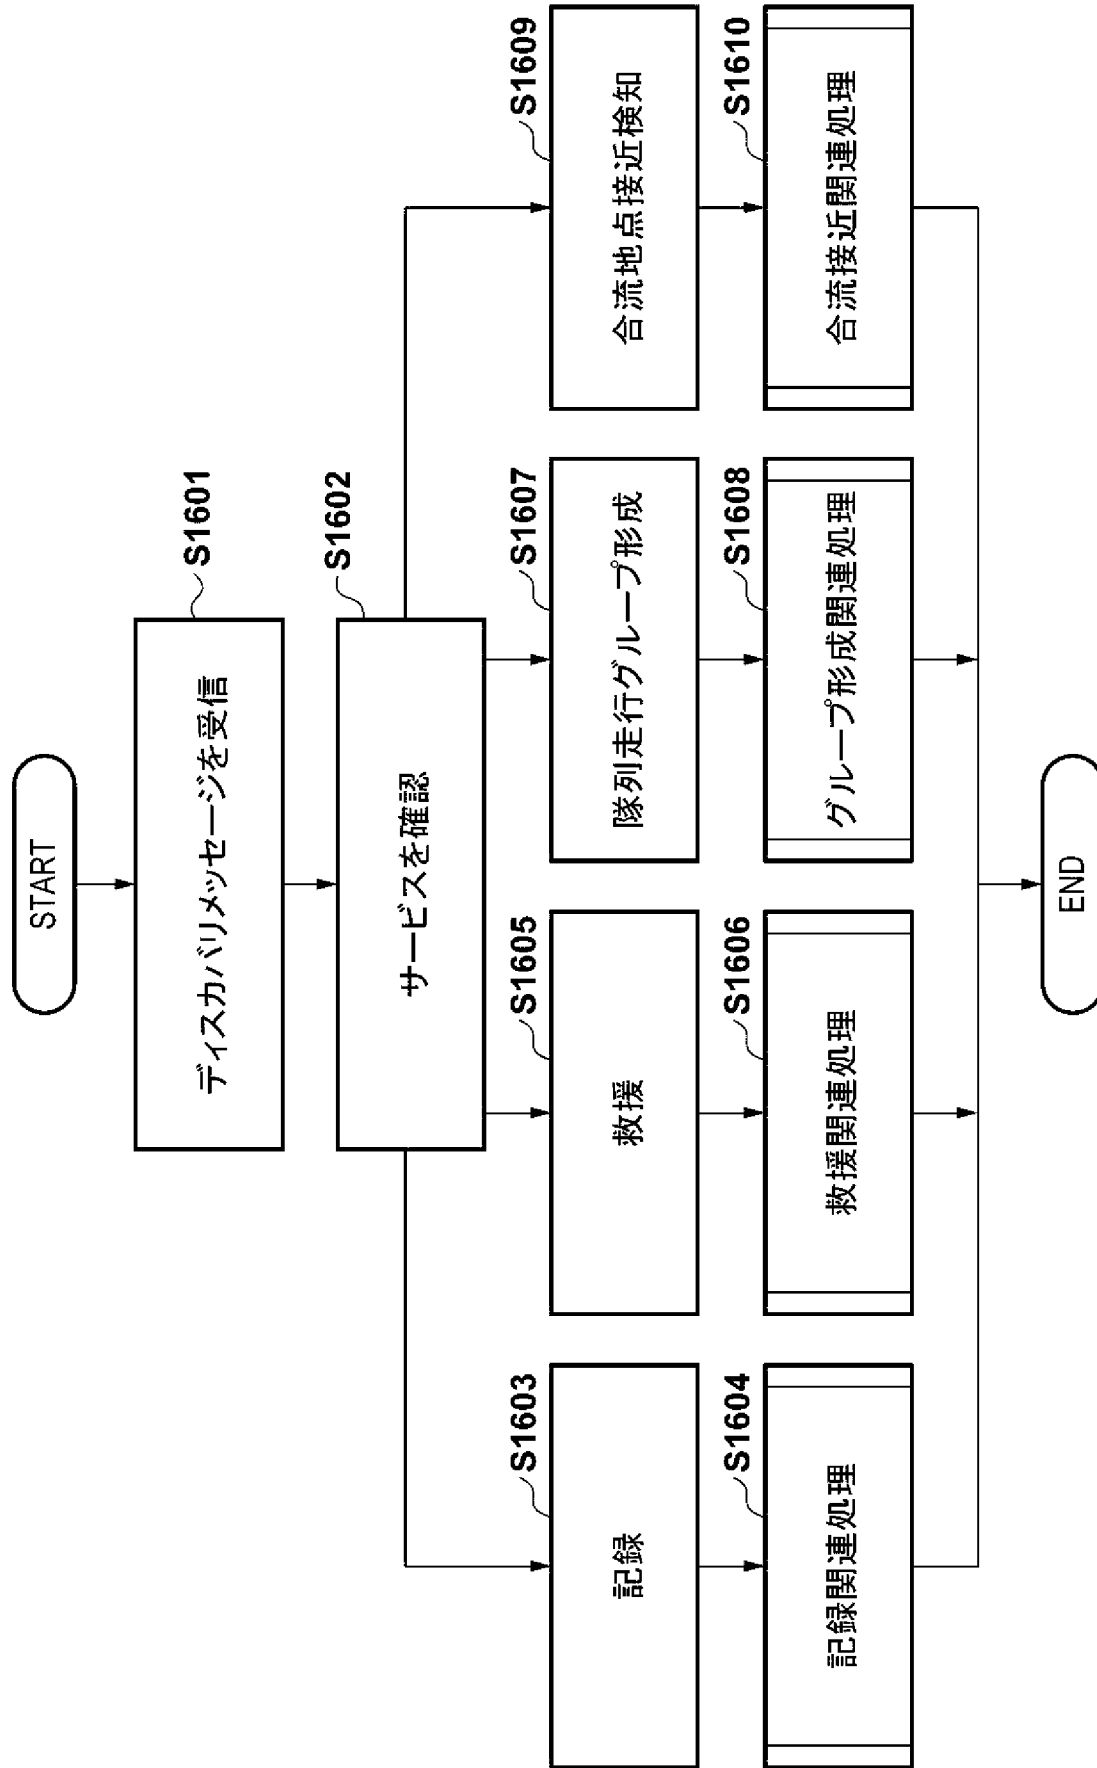 START
S1601
ディスカバリメッセージを受信
S1602
サービスを確認
S1603
記録
S1605
救援
S1607
隊列走行グループ形成
S1609
合流地点接近検知
S1604
記録関連処理
S1606
救援関連処理
S1608
グループ形成関連処理
S1610
合流接近関連処理
END